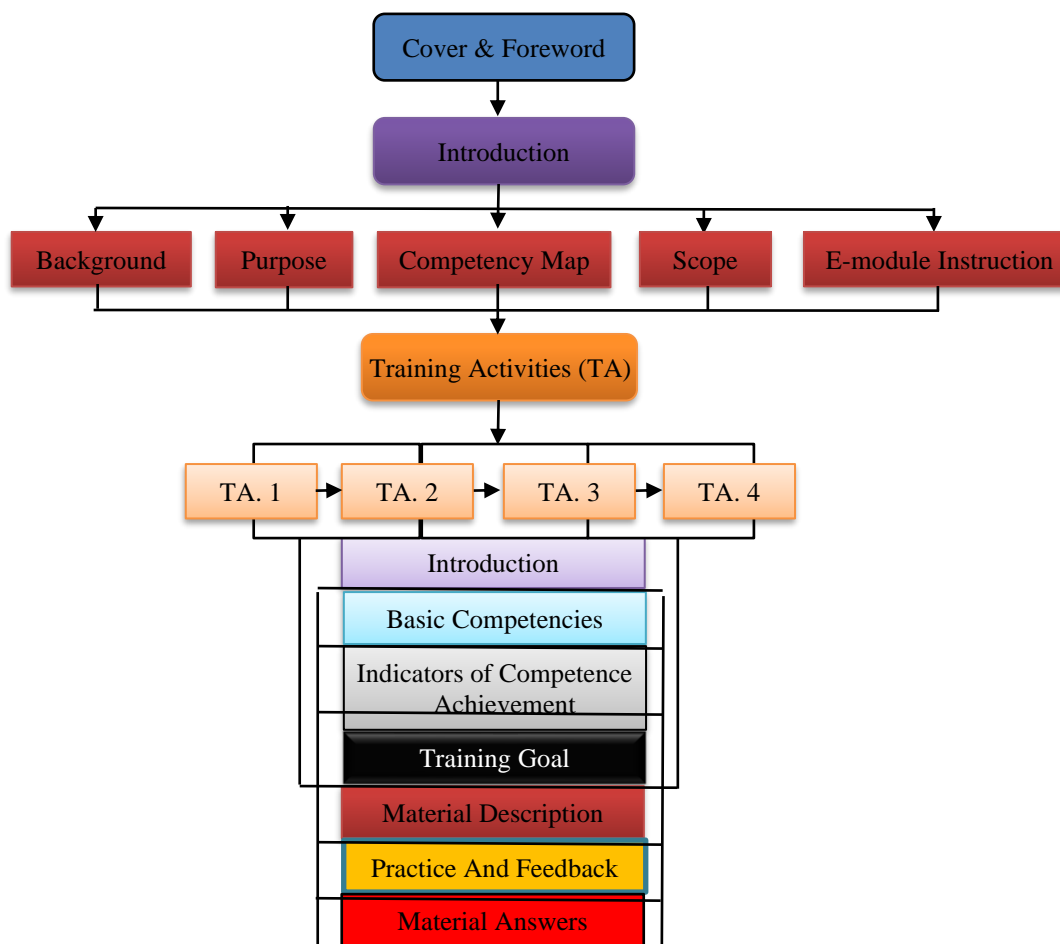 Cover & Foreword
Introduction
Background
Purpose
Competency Map
Scope
E-module Instruction
Training Activities (TA)
TA. 1
TA. 2
TA. 3
TA. 4
Introduction
Basic Competencies
Indicators of Competence
Achievement
Training Goal
Material Description
Practice And Feedback
Material Answers